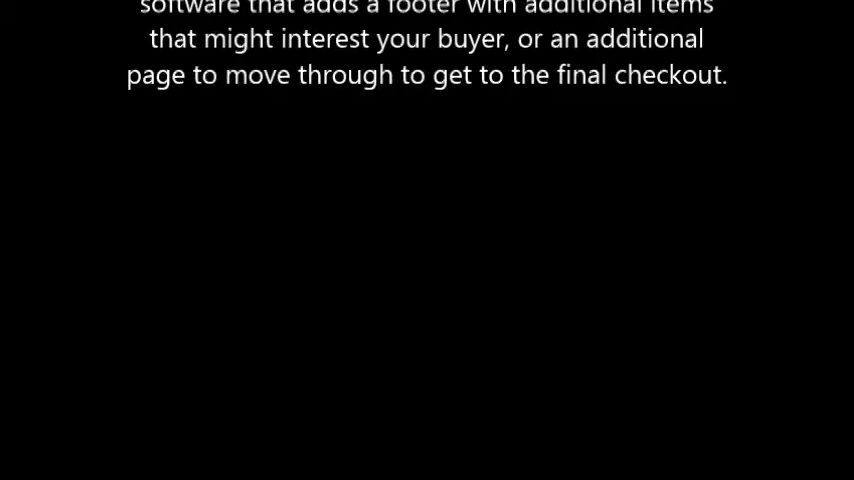 software that adds a footer with additional items
that might interest your buyer, or an additional
page to move through to get to the final checkout.